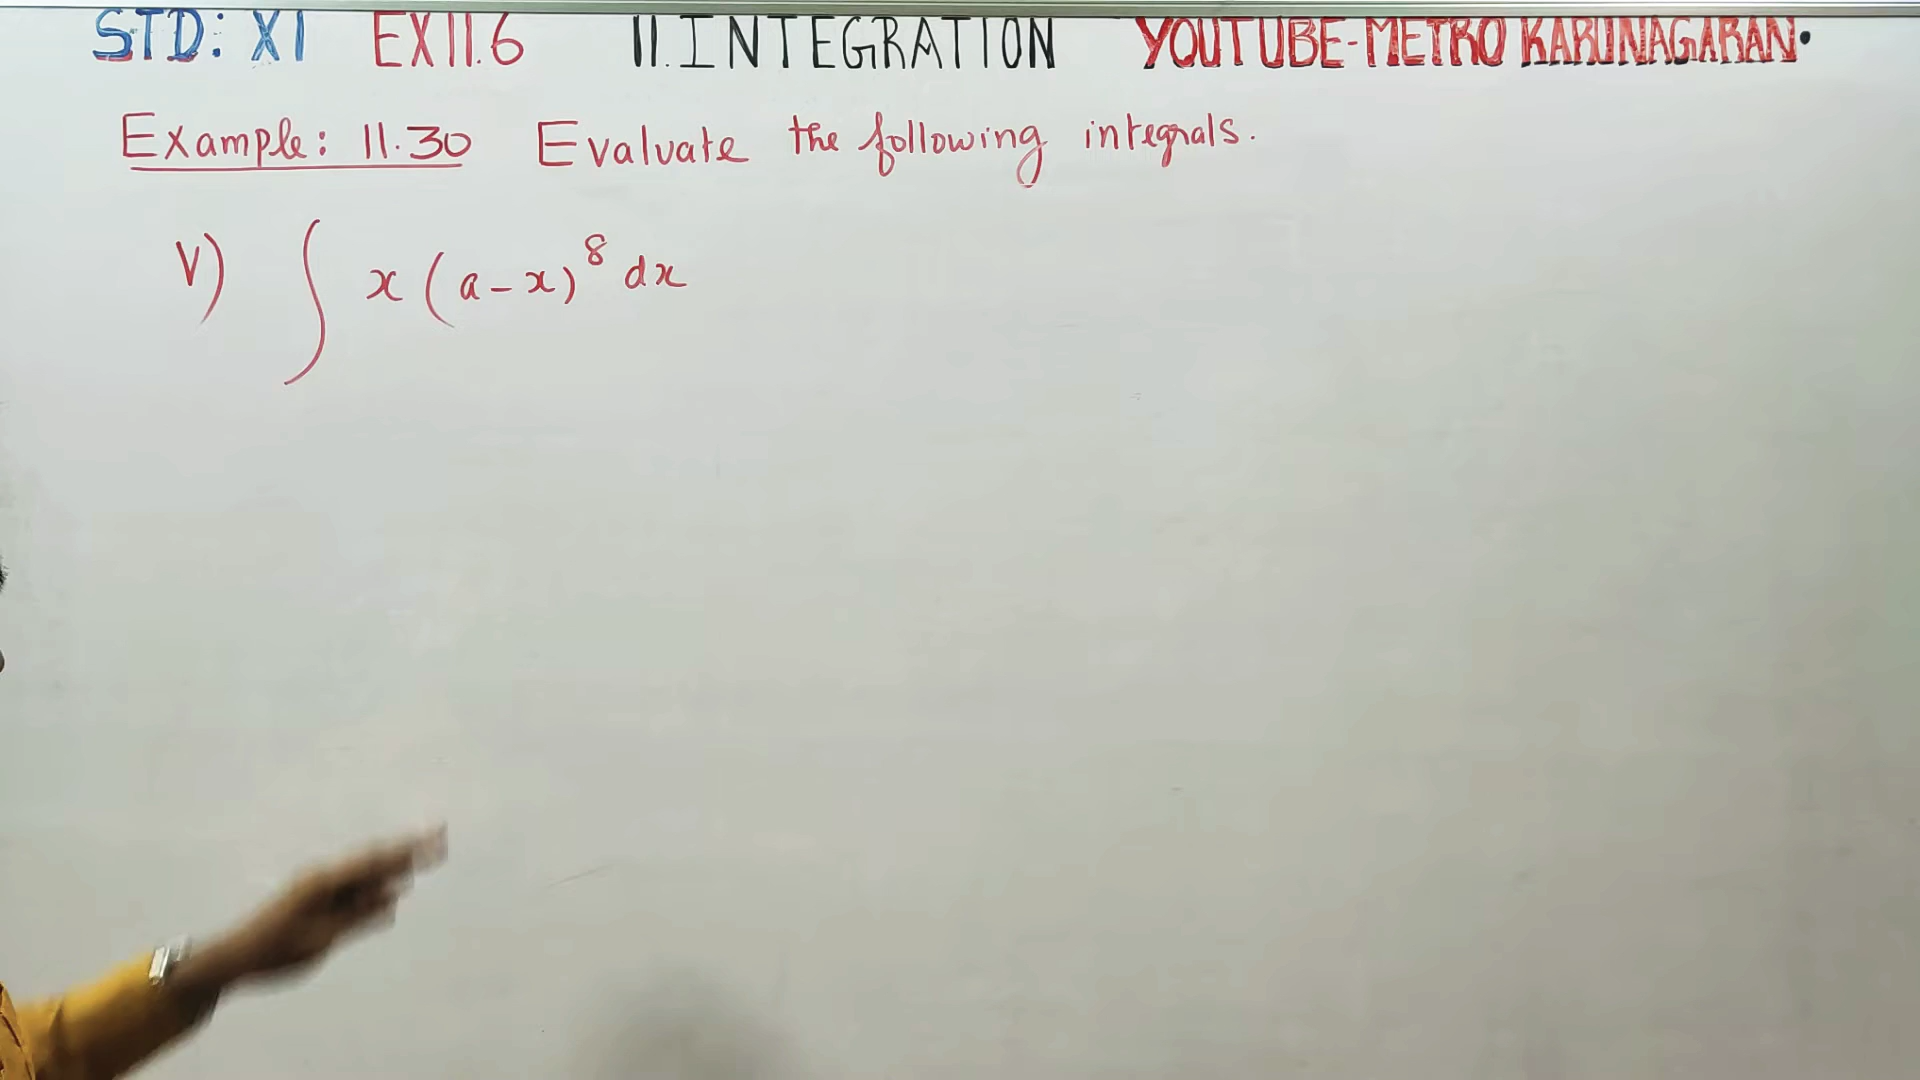 STD: XI EX11.6 11.INTEGRATION YOUTUBE-METRO KARUNAGARAN.
Example: 11.30 Evaluate the following integrals.
V) ∫ x (a-x)⁸ dx